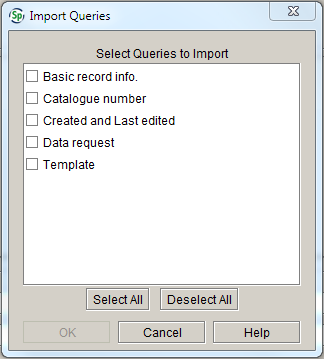 Sp Import Queries
Select Queries to Import
Basic record info.
Catalogue number
Created and Last edited
Data request
Template
Select All Deselect All
OK Cancel Help